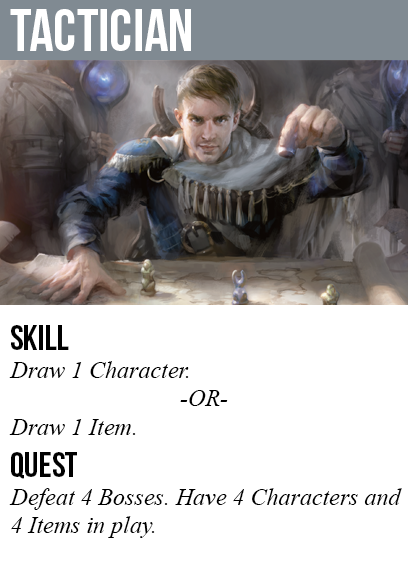 TACTICIAN
SKILL
Draw 1 Character.
-OR-
Draw 1 Item.
QUEST
Defeat 4 Bosses. Have 4 Characters and
4 Items in play.